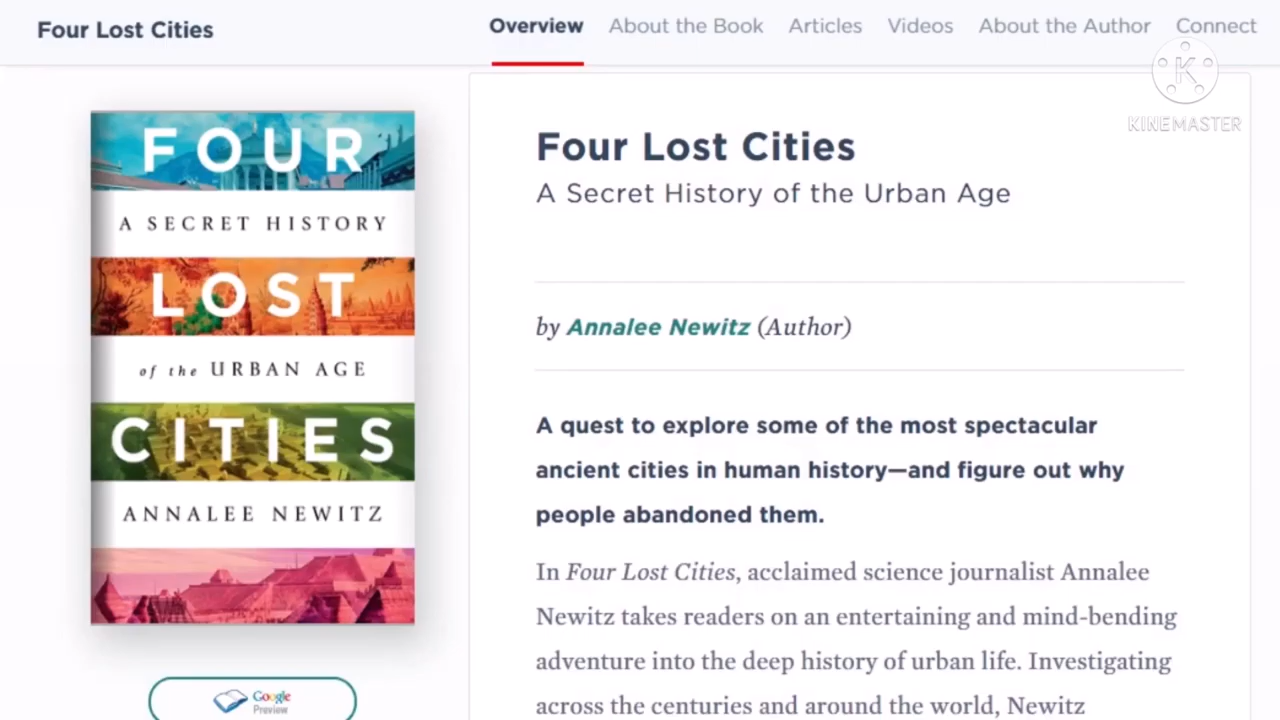 Four Lost Cities
Overview About the Book Articles Videos About the Author Connect
KINEMASTER
FOUR
A SECRET HISTORY
LOST
of the URBAN AGE
CITIES
ANNALEE NEWITZ
Google
Preview
Four Lost Cities
A Secret History of the Urban Age
by Annalee Newitz (Author)
A quest to explore some of the most spectacular
ancient cities in human history—and figure out why
people abandoned them.
In Four Lost Cities, acclaimed science journalist Annalee
Newitz takes readers on an entertaining and mind-bending
adventure into the deep history of urban life. Investigating
across the centuries and around the world, Newitz